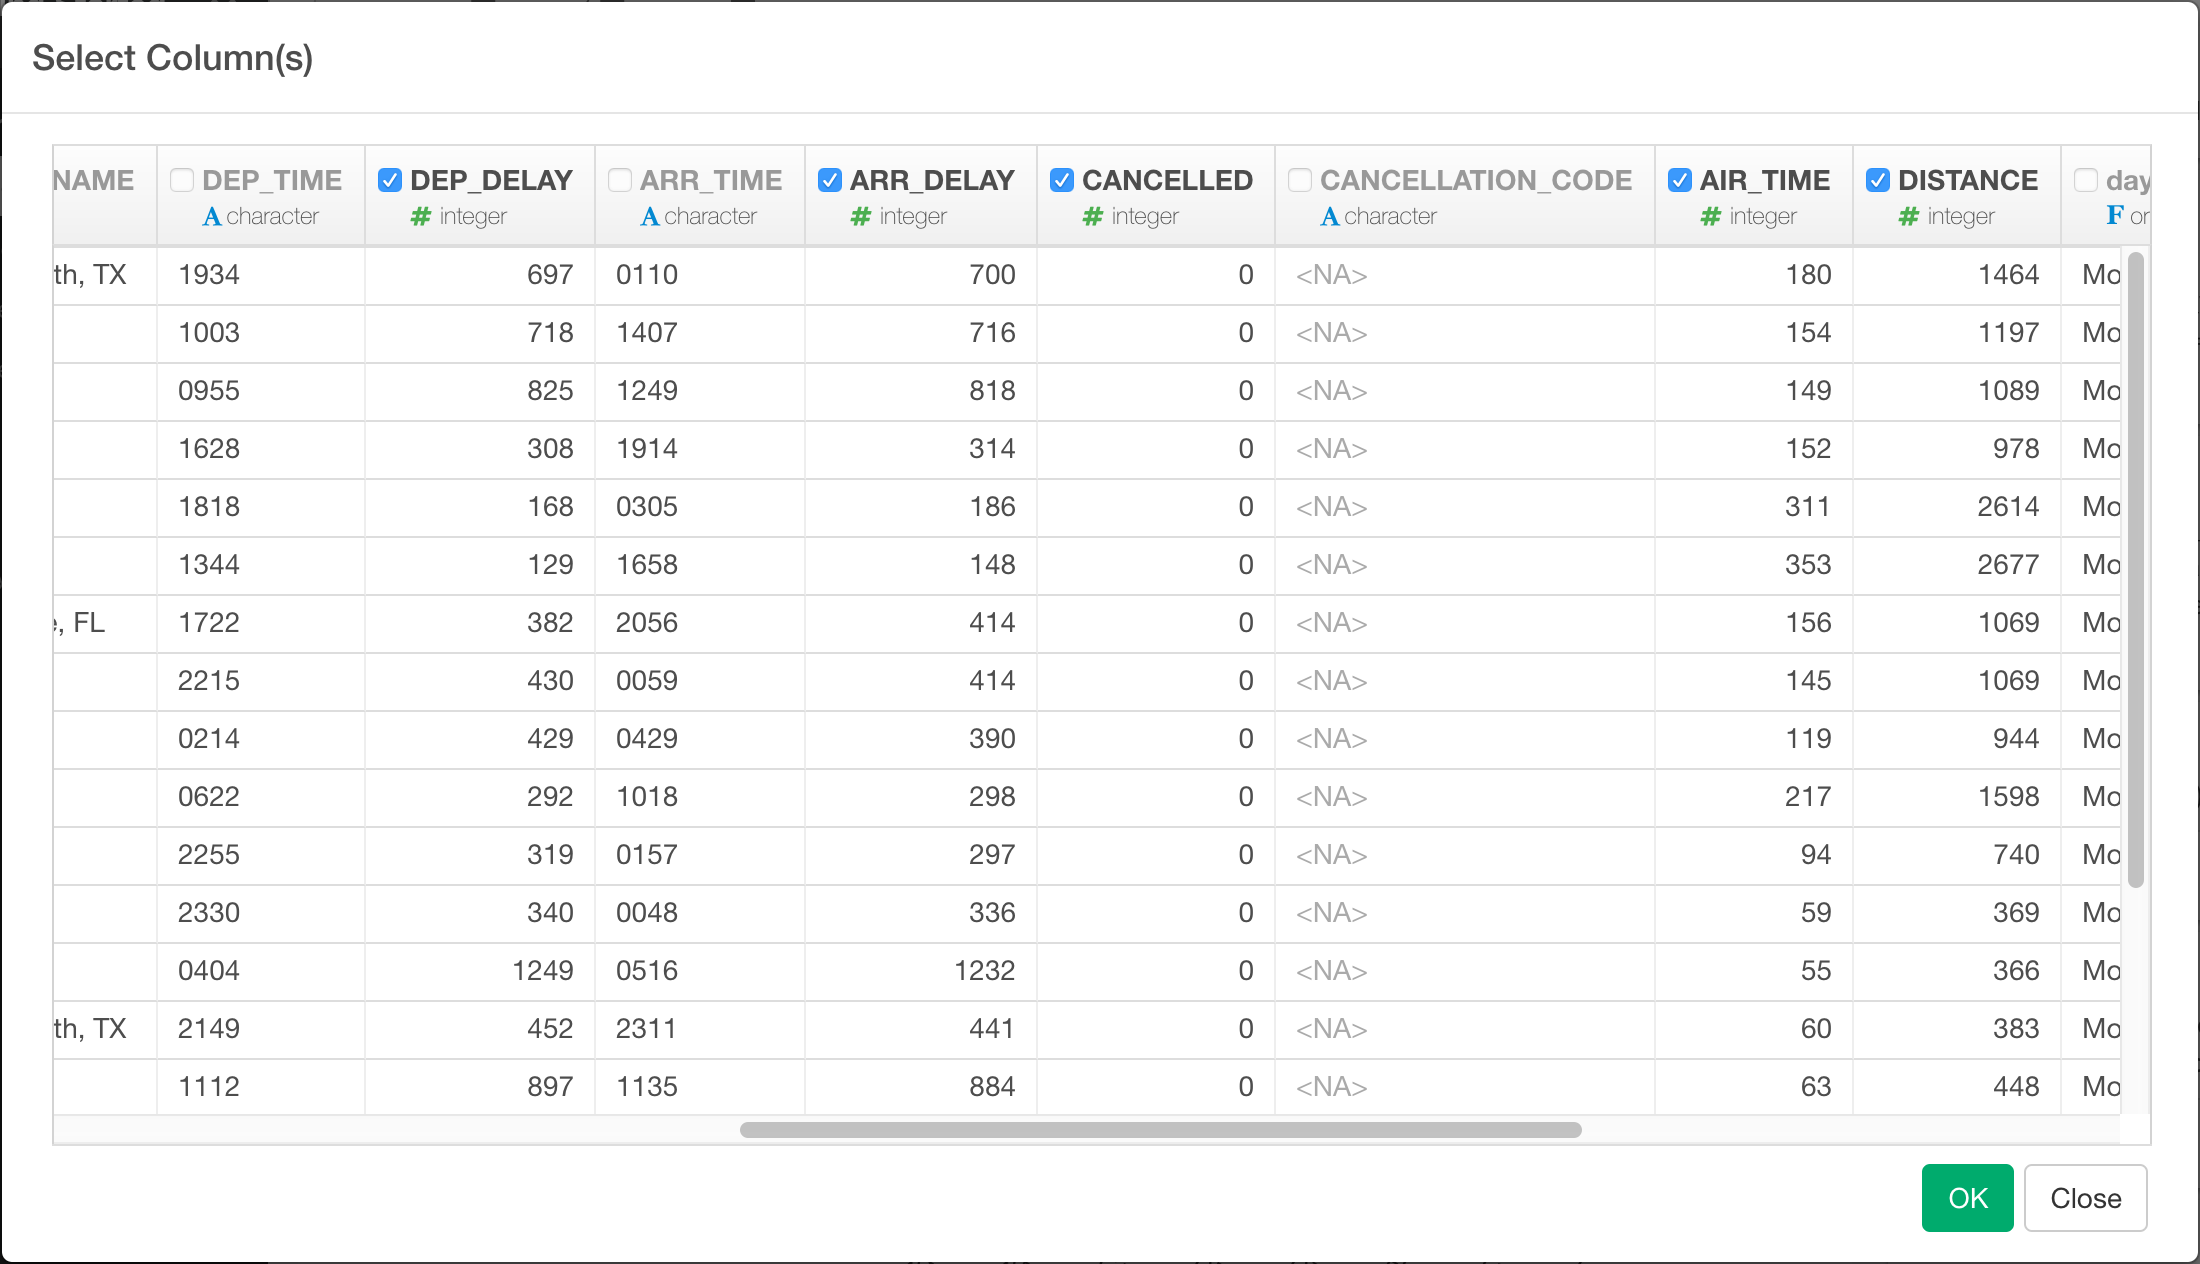 Select Column(s)
NAME DEP_TIME DEP_DELAY ARR_TIME ARR_DELAY CANCELLED CANCELLATION_CODE AIR_TIME DISTANCE day
A character # integer A character # integer # integer A character # integer # integer F or
th, TX 1934 697 0110 700 0 <NA> 180 1464 Mo
1003 718 1407 716 0 <NA> 154 1197 Mo
0955 825 1249 818 0 <NA> 149 1089 Mo
1628 308 1914 314 0 <NA> 152 978 Mo
1818 168 0305 186 0 <NA> 311 2614 Mo
1344 129 1658 148 0 <NA> 353 2677 Mo
, FL 1722 382 2056 414 0 <NA> 156 1069 Mo
2215 430 0059 414 0 <NA> 145 1069 Mo
0214 429 0429 390 0 <NA> 119 944 Mo
0622 292 1018 298 0 <NA> 217 1598 Mo
2255 319 0157 297 0 <NA> 94 740 Mo
2330 340 0048 336 0 <NA> 59 369 Mo
0404 1249 0516 1232 0 <NA> 55 366 Mo
th, TX 2149 452 2311 441 0 <NA> 60 383 Mo
1112 897 1135 884 0 <NA> 63 448 Mo
OK Close